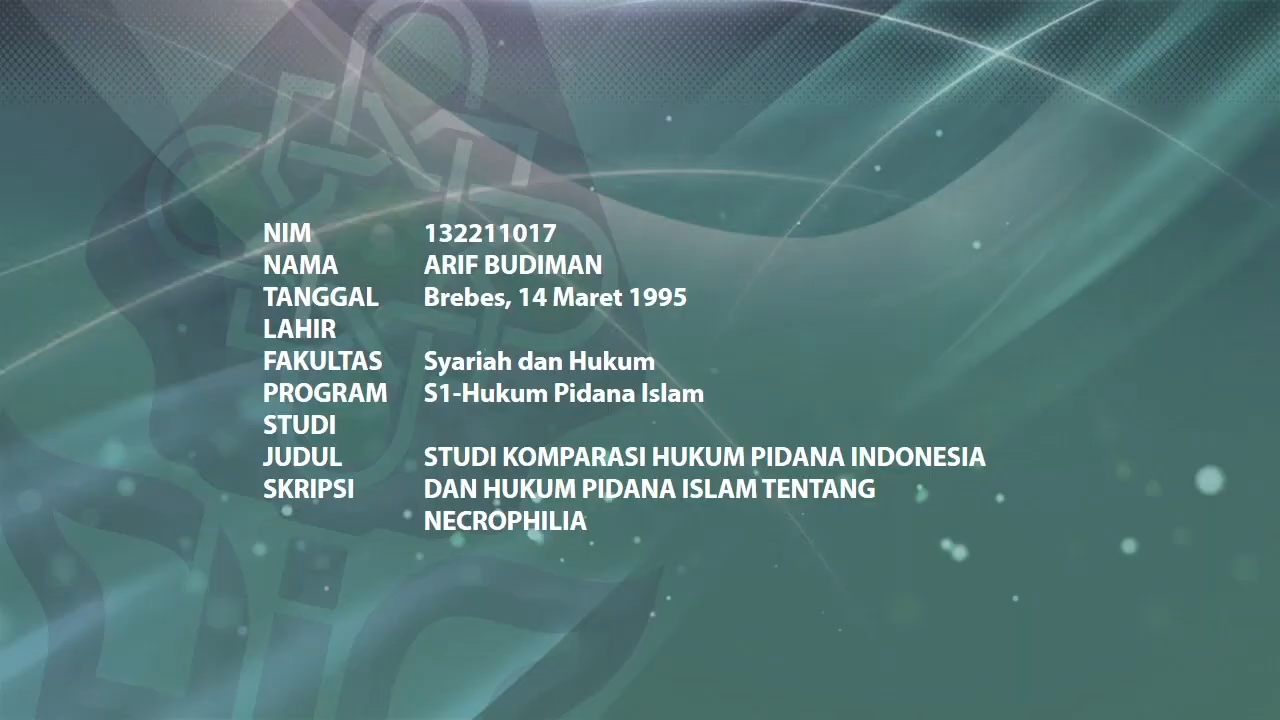 NIM 132211017
NAMA ARIF BUDIMAN
TANGGAL LAHIR Brebes, 14 Maret 1995
FAKULTAS Syariah dan Hukum
PROGRAM STUDI S1-Hukum Pidana Islam
JUDUL SKRIPSI STUDI KOMPARASI HUKUM PIDANA INDONESIA
DAN HUKUM PIDANA ISLAM TENTANG
NECROPHILIA